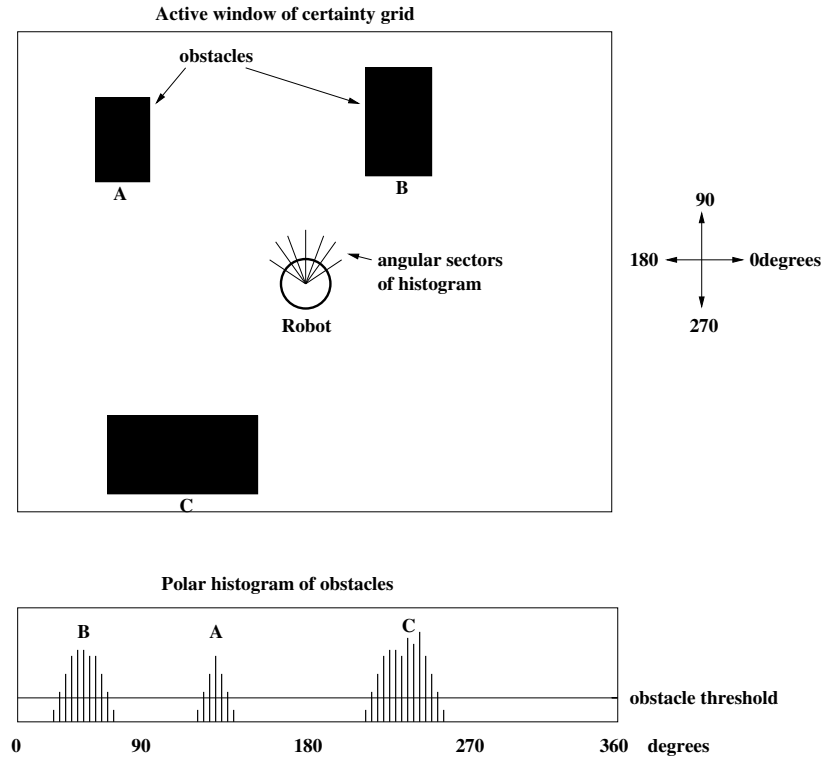 Active window of certainty grid
obstacles
A
B
90
angular sectors
of histogram
180
0degrees
Robot
270
C
Polar histogram of obstacles
B
A
C
obstacle threshold
0
90
180
270
360
degrees